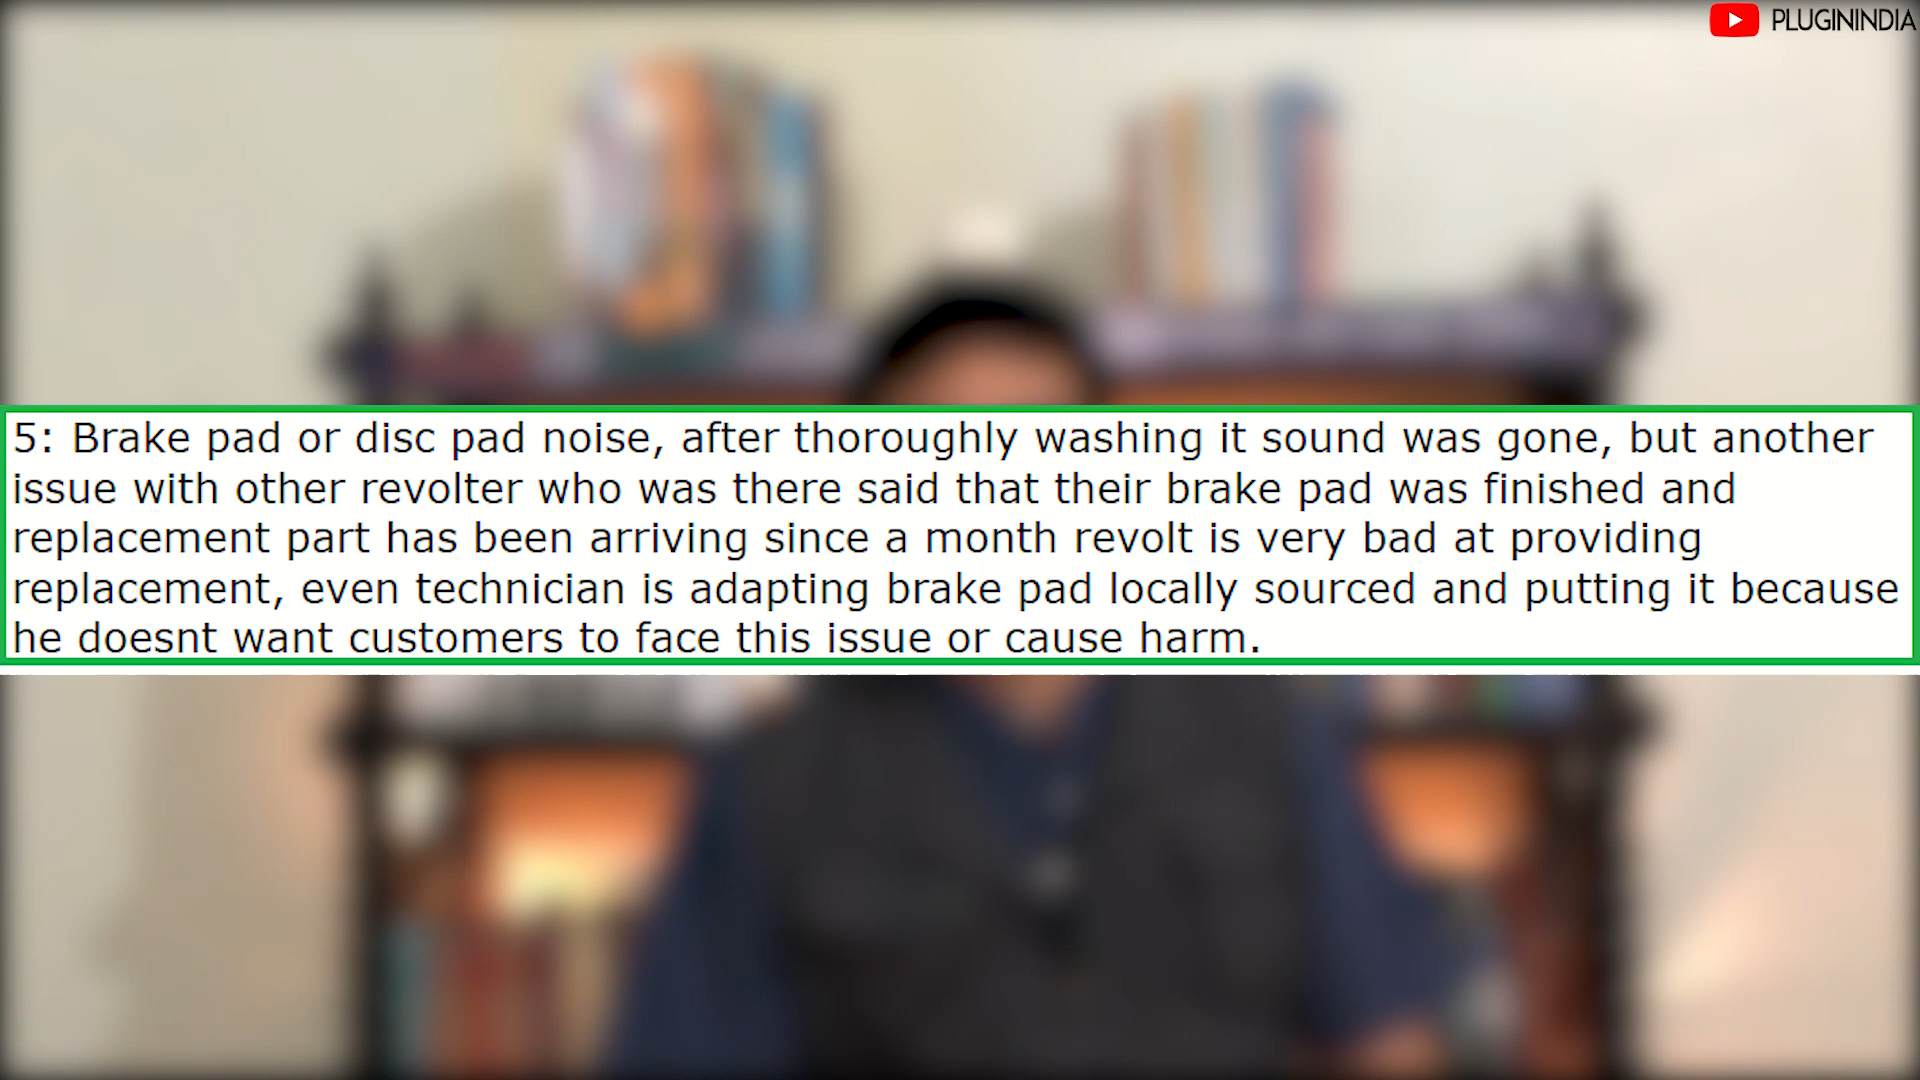 PLUGININDIA
5: Brake pad or disc pad noise, after thoroughly washing it sound was gone, but another
issue with other revolter who was there said that their brake pad was finished and
replacement part has been arriving since a month revolt is very bad at providing
replacement, even technician is adapting brake pad locally sourced and putting it because
he doesnt want customers to face this issue or cause harm.